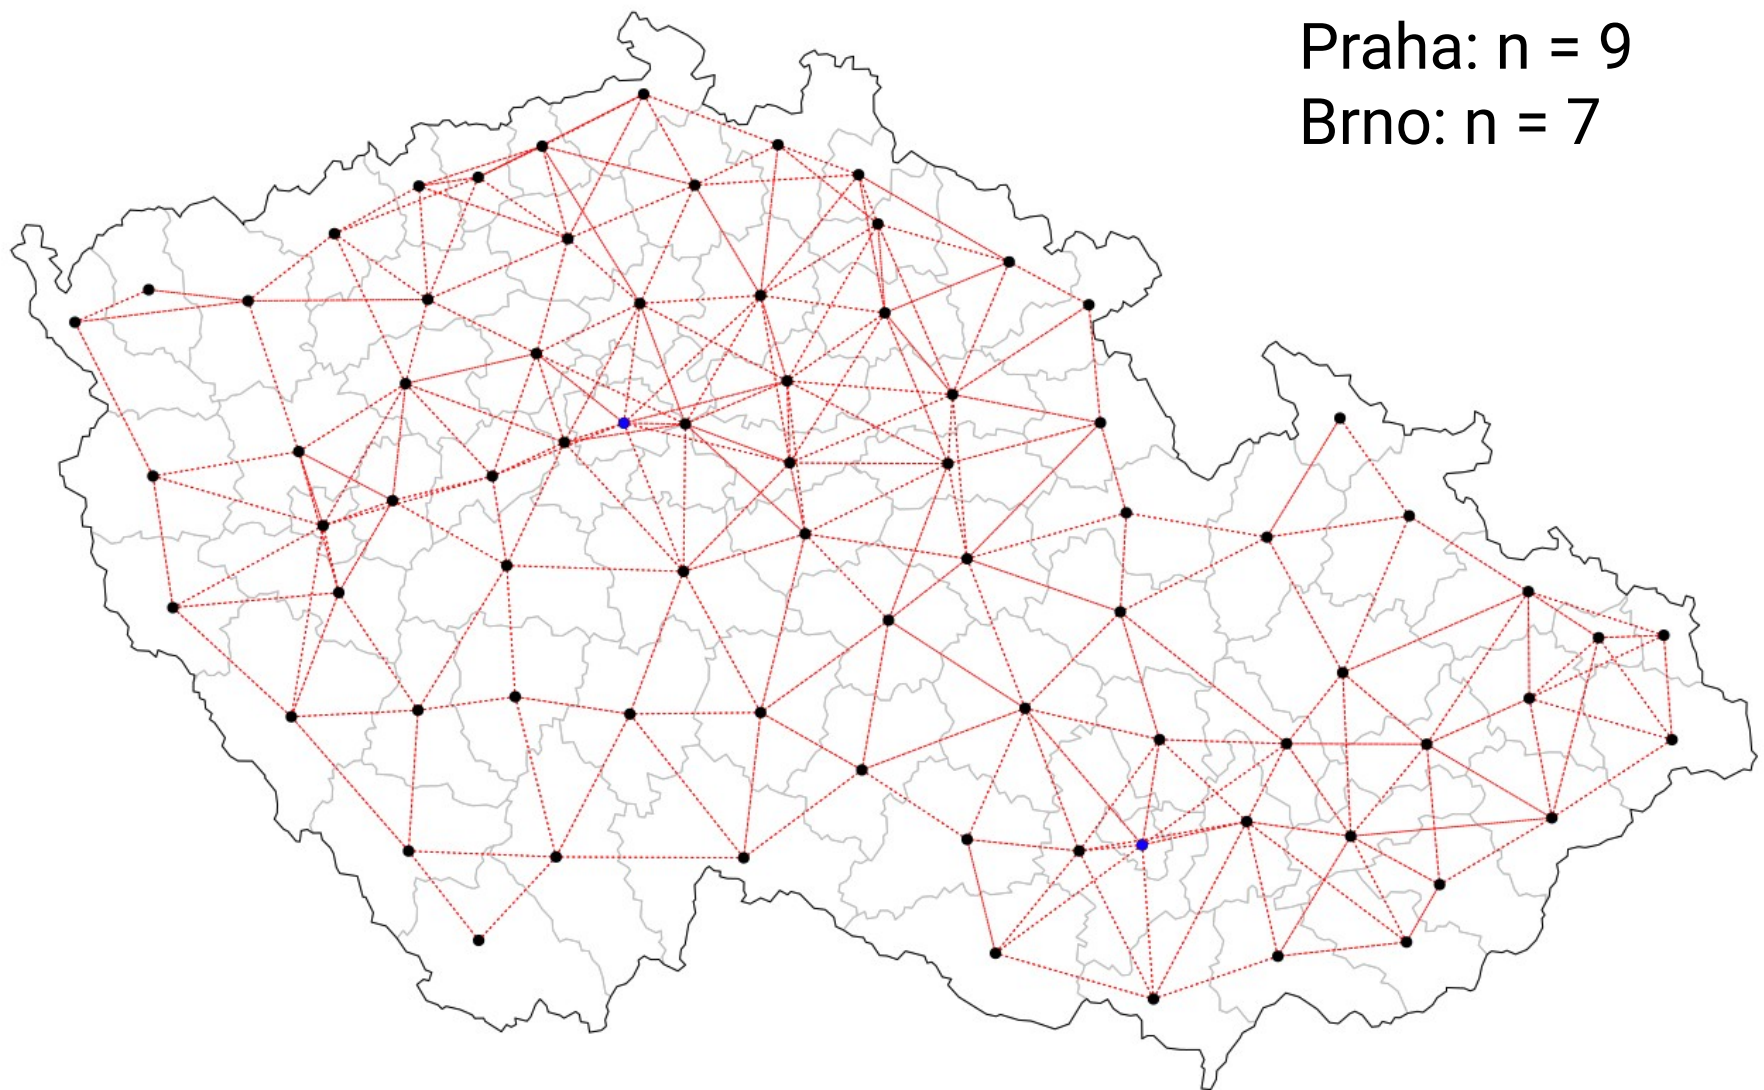 Praha: n = 9
Brno: n = 7